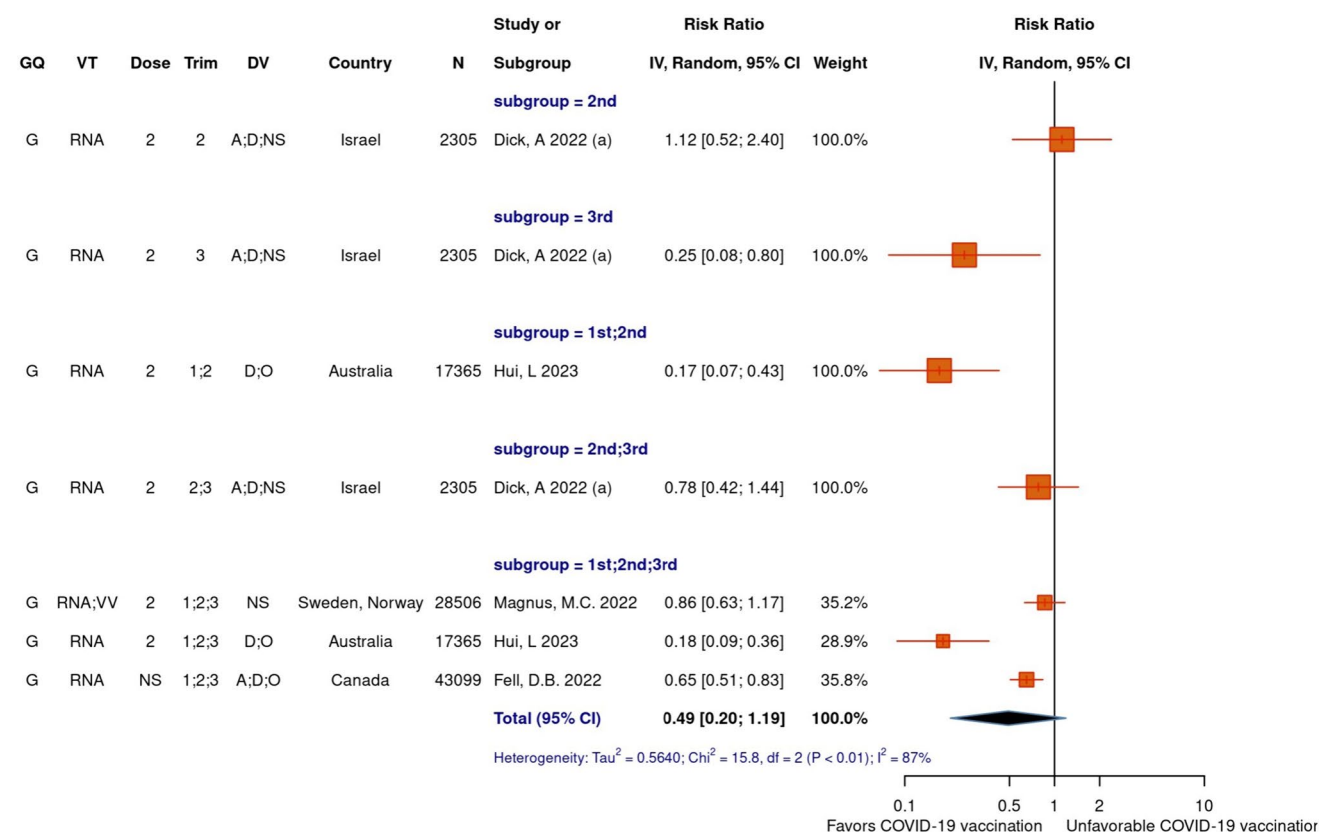 Study or Risk Ratio Risk Ratio
GQ VT Dose Trim DV Country N Subgroup IV, Random, 95% CI Weight IV, Random, 95% CI
subgroup = 2nd
G RNA 2 2 A;D;NS Israel 2305 Dick, A 2022 (a) 1.12 [0.52; 2.40] 100.0%
subgroup = 3rd
G RNA 2 3 A;D;NS Israel 2305 Dick, A 2022 (a) 0.25 [0.08; 0.80] 100.0%
subgroup = 1st;2nd
G RNA 2 1;2 D;O Australia 17365 Hui, L 2023 0.17 [0.07; 0.43] 100.0%
subgroup = 2nd;3rd
G RNA 2 2;3 A;D;NS Israel 2305 Dick, A 2022 (a) 0.78 [0.42; 1.44] 100.0%
subgroup = 1st;2nd;3rd
G RNA;VV 2 1;2;3 NS Sweden, Norway 28506 Magnus, M.C. 2022 0.86 [0.63; 1.17] 35.2%
G RNA 2 1;2;3 D;O Australia 17365 Hui, L 2023 0.18 [0.09; 0.36] 28.9%
G RNA NS 1;2;3 A;D;O Canada 43099 Fell, D.B. 2022 0.65 [0.51; 0.83] 35.8%
Total (95% CI) 0.49 [0.20; 1.19] 100.0%
Heterogeneity: Tau² = 0.5640; Chi² = 15.8, df = 2 (P < 0.01); I² = 87%
0.1 0.5 1 2 10
Favors COVID-19 vaccination Unfavorable COVID-19 vaccination